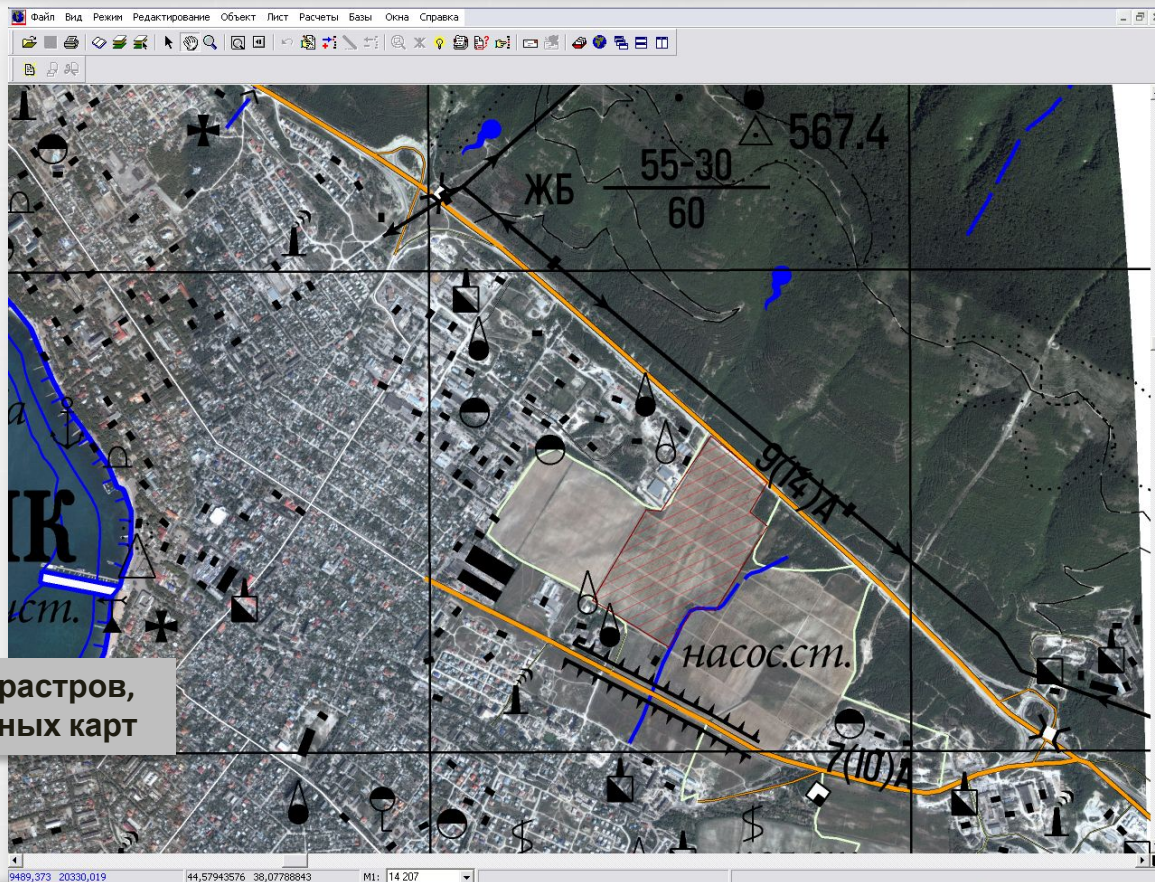 Файл Вид Режим Редактирование Объект Лист Расчеты Базы Окна Справка
567.4
ЖБ
55-30
60
а
9(14)А
ИК
ист.
насос.ст.
растров,
ных карт
7(10)А
9489,373 20330,019 44,57943576 38,07788843 М1: 14 207